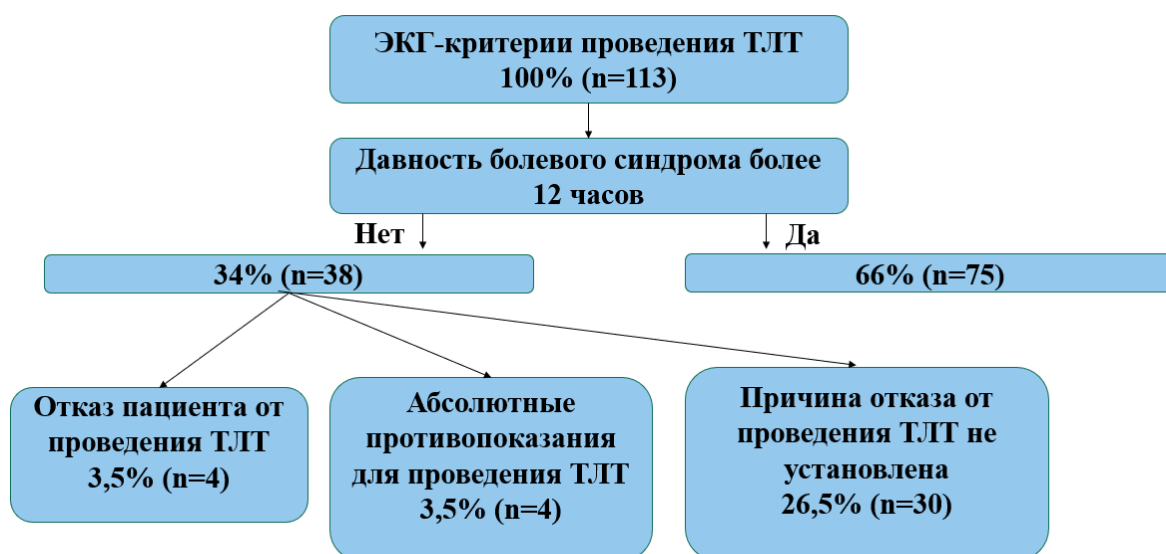 ЭКГ-критерии проведения ТЛТ
100% (n=113)
Давность болевого синдрома более
12 часов
Нет
Да
34% (n=38)
66% (n=75)
Отказ пациента от
проведения ТЛТ
3,5% (n=4)
Абсолютные
противопоказания
для проведения ТЛТ
3,5% (n=4)
Причина отказа от
проведения ТЛТ не
установлена
26,5% (n=30)